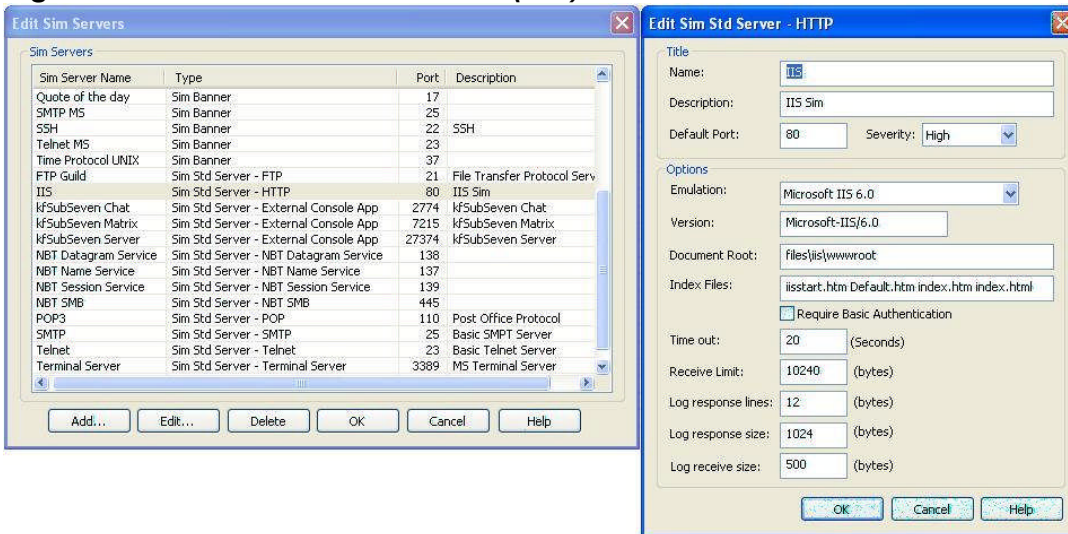 Edit Sim Servers
Sim Servers
Sim Server Name Type Port Description
Quote of the day Sim Banner 17
SMTP MS Sim Banner 25
SSH Sim Banner 22 SSH
Telnet MS Sim Banner 23
Time Protocol UNIX Sim Banner 37
FTP Guild Sim Std Server - FTP 21 File Transfer Protocol Serv
IIS Sim Std Server - HTTP 80 IIS Sim
kfSubSeven Chat Sim Std Server - External Console App 2774 kfSubSeven Chat
kfSubSeven Matrix Sim Std Server - External Console App 7215 kfSubSeven Matrix
kfSubSeven Server Sim Std Server - External Console App 27374 kfSubSeven Server
NBT Datagram Service Sim Std Server - NBT Datagram Service 138
NBT Name Service Sim Std Server - NBT Name Service 137
NBT Session Service Sim Std Server - NBT Session Service 139
NBT SMB Sim Std Server - NBT SMB 445
POP3 Sim Std Server - POP 110 Post Office Protocol
SMTP Sim Std Server - SMTP 25 Basic SMPT Server
Telnet Sim Std Server - Telnet 23 Basic Telnet Server
Terminal Server Sim Std Server - Terminal Server 3389 MS Terminal Server
Add... Edit... Delete OK Cancel Help
Edit Sim Std Server - HTTP
Title
Name: IIS
Description: IIS Sim
Default Port: 80 Severity: High
Options
Emulation: Microsoft IIS 6.0
Version: Microsoft-IIS/6.0
Document Root: files\iis\wwwroot
Index Files: iisstart.htm Default.htm index.htm index.html
Require Basic Authentication
Time out: 20 (Seconds)
Receive Limit: 10240 (bytes)
Log response lines: 12 (bytes)
Log response size: 1024 (bytes)
Log receive size: 500 (bytes)
OK Cancel Help